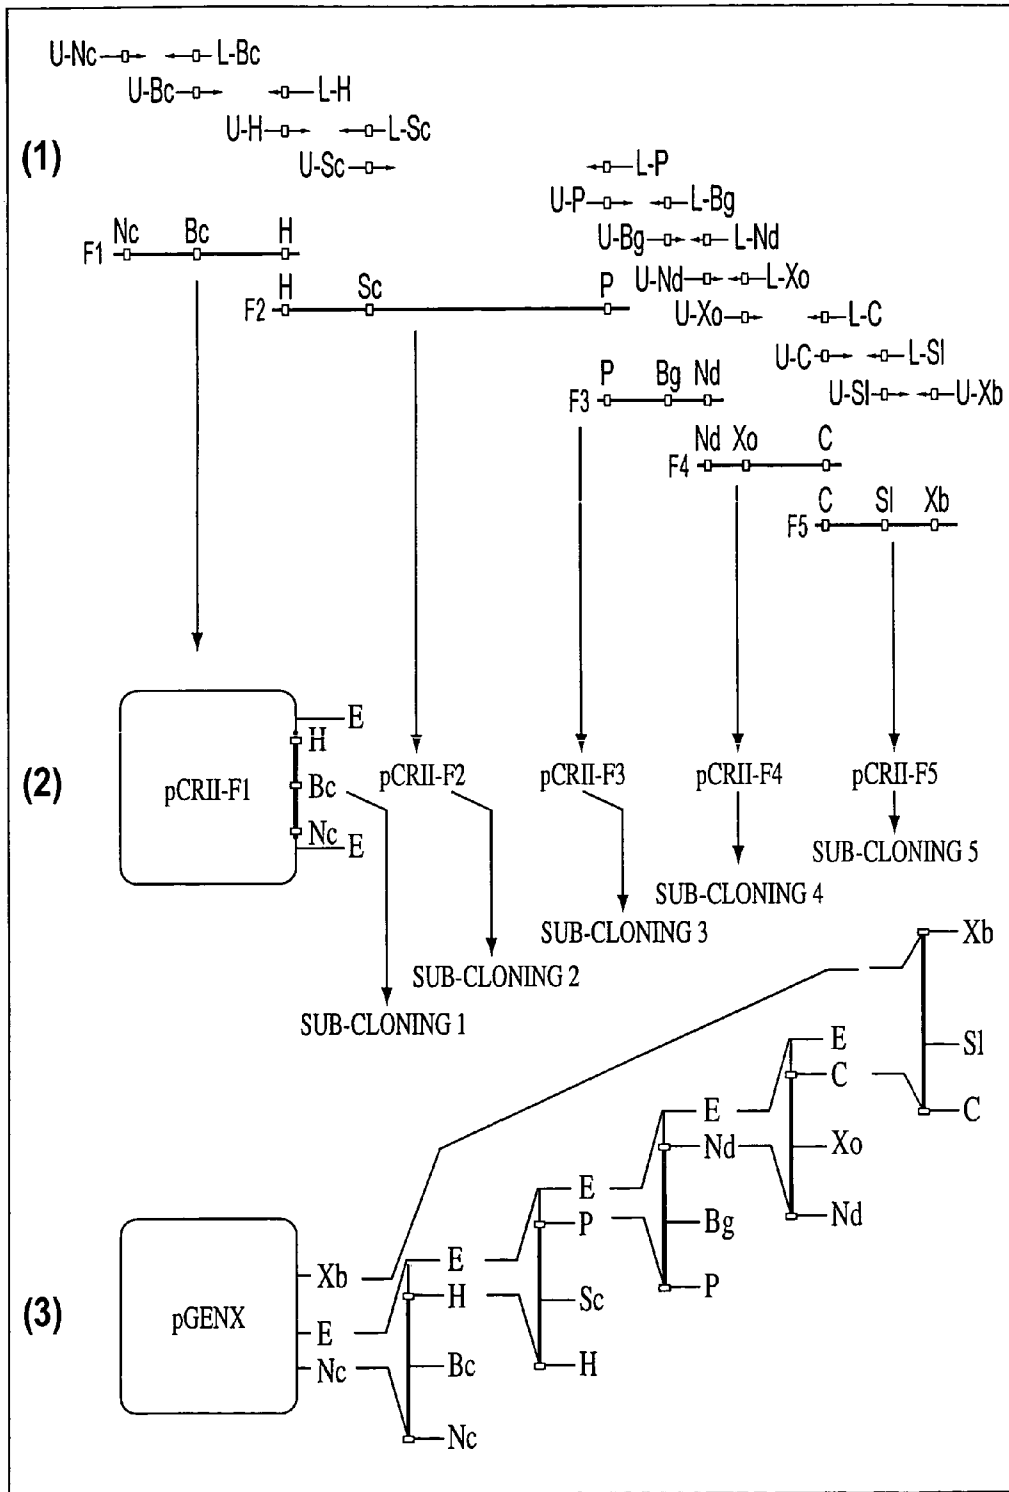 U-Nc L-Bc
U-Bc L-H
U-H L-Sc
(1)
U-Sc L-P
U-P L-Bg
U-Bg L-Nd
U-Nd L-Xo
U-Xo L-C
U-C L-Sl
U-Sl U-Xb
Nc Bc H
F1
H Sc P
F2
P Bg Nd
F3
Nd Xo C
F4
C Sl Xb
F5
(2)
pCRII-F1
E
H
Bc
Nc
E
pCRII-F2
pCRII-F3
pCRII-F4
pCRII-F5
SUB-CLONING 5
SUB-CLONING 4
SUB-CLONING 3
SUB-CLONING 2
SUB-CLONING 1
(3)
pGENX
Xb
E
Nc
E
H
Bc
Nc
E
P
Sc
H
E
Nd
Bg
P
E
C
Xo
Nd
Xb
Sl
C